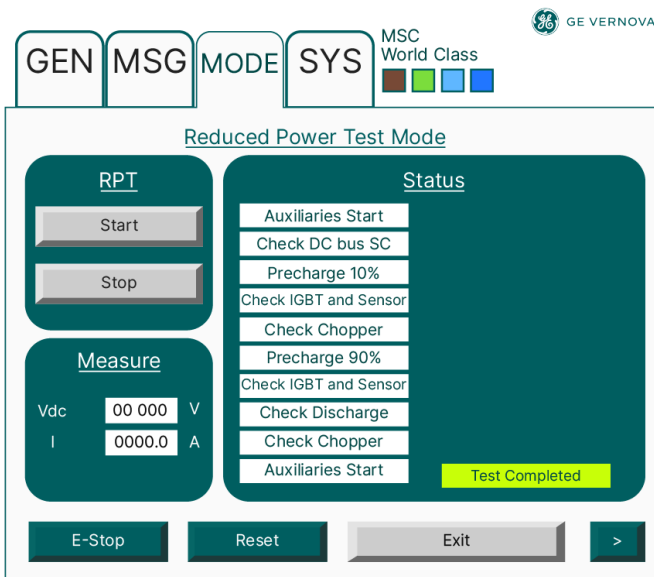 GE VERNOVA
GEN MSG MODE SYS
MSC
World Class
Reduced Power Test Mode
RPT
Start
Stop
Measure
Vdc 00 000 V
I 0000.0 A
Status
Auxiliaries Start
Check DC bus SC
Precharge 10%
Check IGBT and Sensor
Check Chopper
Precharge 90%
Check IGBT and Sensor
Check Discharge
Check Chopper
Auxiliaries Start
Test Completed
E-Stop Reset Exit >